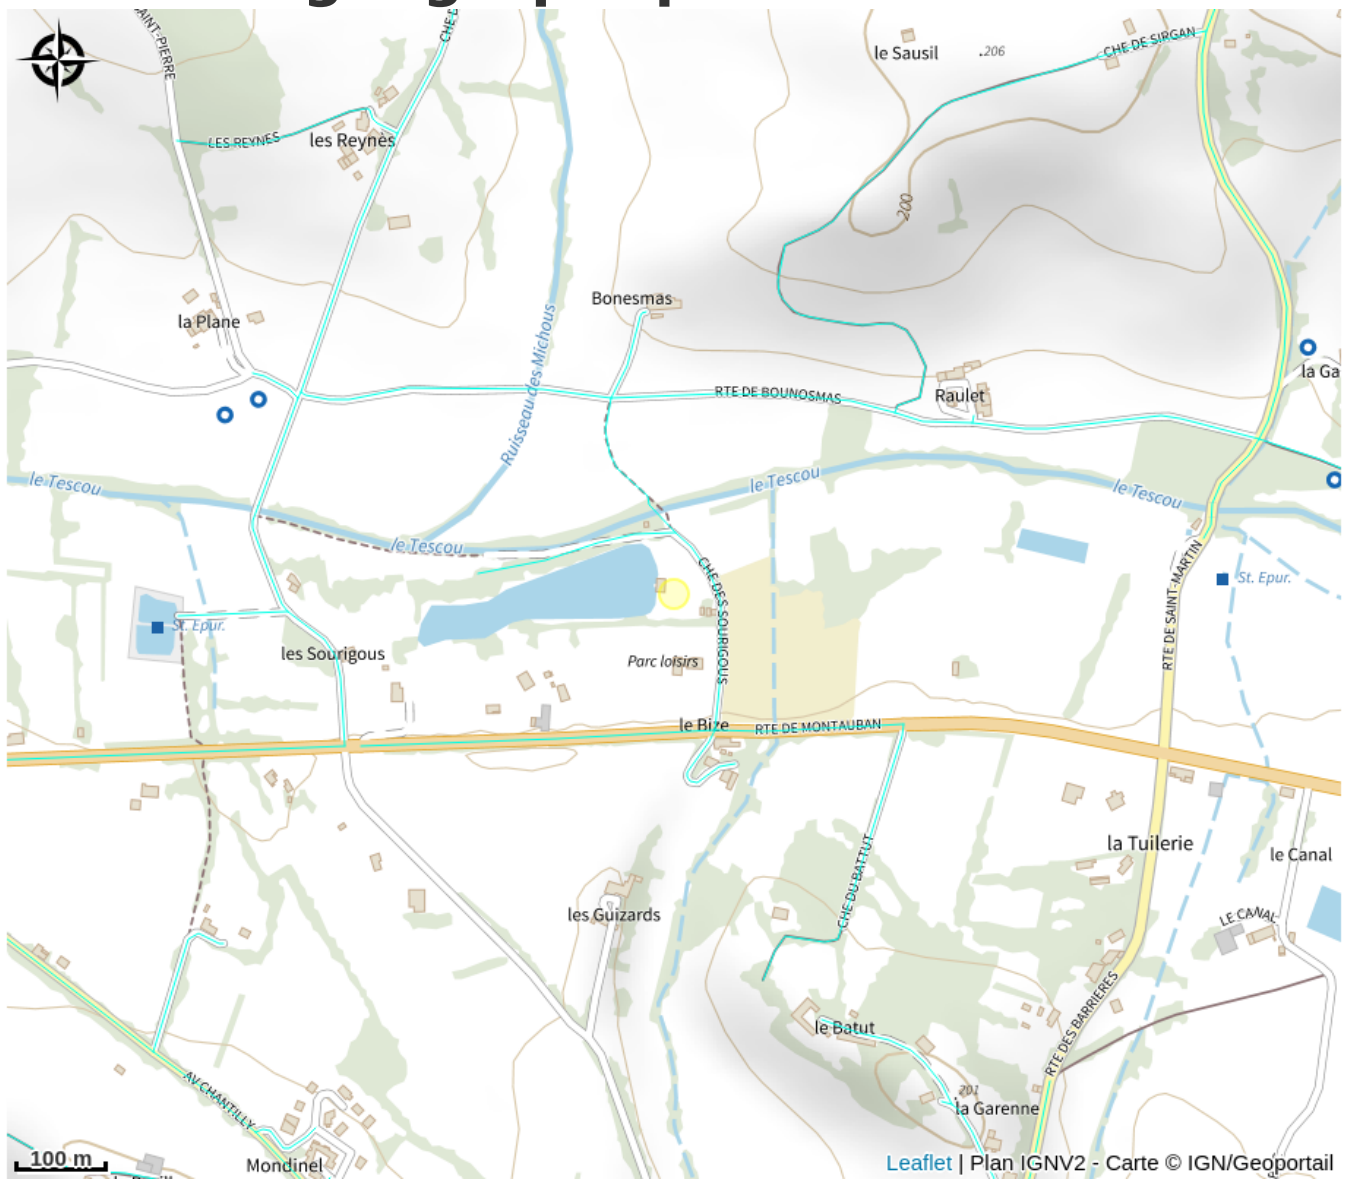 le Sausil
.206
CHE DE SIRGAN
SAINT-PIERRE
CHE D
LES REYNES
les Reynès
200
Bonesmas
la Plane
Ruisseau des Michous
la Ga
RTE DE BOUNOSMAS
Raulet
le Tescou
le Tescou
le Tescou
le Tescou
CHE DES SOURIGOUS
RTE DE SAINT-MARTIN
St. Epur.
St. Epur.
les Sourigous
Parc loisirs
le Bize
RTE DE MONTAUBAN
CHE DU BATTUT
la Tuilerie
le Canal
les Guizards
LE CANAL
le Batut
RTE DES BARRIERES
AV CHANTILLY
201
la Garenne
100 m
Mondinel
Leaflet | Plan IGNV2 - Carte © IGN/Geoportail